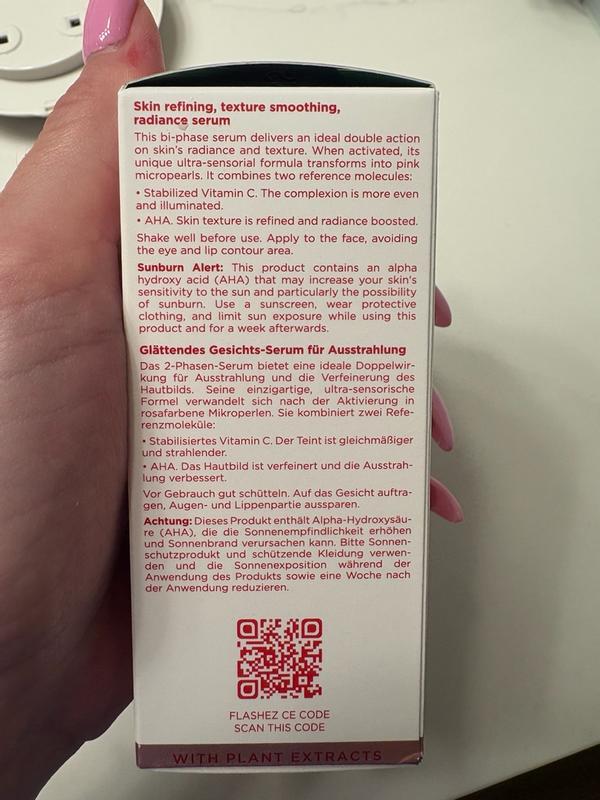 Skin refining, texture smoothing,
radiance serum
This bi-phase serum delivers an ideal double action
on skin's radiance and texture. When activated, its
unique ultra-sensorial formula transforms into pink
micropearls. It combines two reference molecules:
• Stabilized Vitamin C. The complexion is more even
and illuminated.
• AHA. Skin texture is refined and radiance boosted.
Shake well before use. Apply to the face, avoiding
the eye and lip contour area.
Sunburn Alert: This product contains an alpha
hydroxy acid (AHA) that may increase your skin's
sensitivity to the sun and particularly the possibility
of sunburn. Use a sunscreen, wear protective
clothing, and limit sun exposure while using this
product and for a week afterwards.
Glättendes Gesichts-Serum für Ausstrahlung
Das 2-Phasen-Serum bietet eine ideale Doppelwir-
kung für Ausstrahlung und die Verfeinerung des
Hautbilds. Seine einzigartige, ultra-sensorische
Formel verwandelt sich nach der Aktivierung in
rosafarbene Mikroperlen. Sie kombiniert zwei Refe-
renzmoleküle:
• Stabilisiertes Vitamin C. Der Teint ist gleichmäßiger
und strahlender.
• AHA. Das Hautbild ist verfeinert und die Ausstrah-
lung verbessert.
Vor Gebrauch gut schütteln. Auf das Gesicht auftra-
gen, Augen- und Lippenpartie aussparen.
Achtung: Dieses Produkt enthält Alpha-Hydroxysäu-
re (AHA), die die Sonnenempfindlichkeit erhöhen
und Sonnenbrand verursachen kann. Bitte Sonnen-
schutzprodukt und schützende Kleidung verwen-
den und die Sonnenexposition während der
Anwendung des Produkts sowie eine Woche nach
der Anwendung reduzieren.
FLASHEZ CE CODE
SCAN THIS CODE
WITH PLANT EXTRACTS